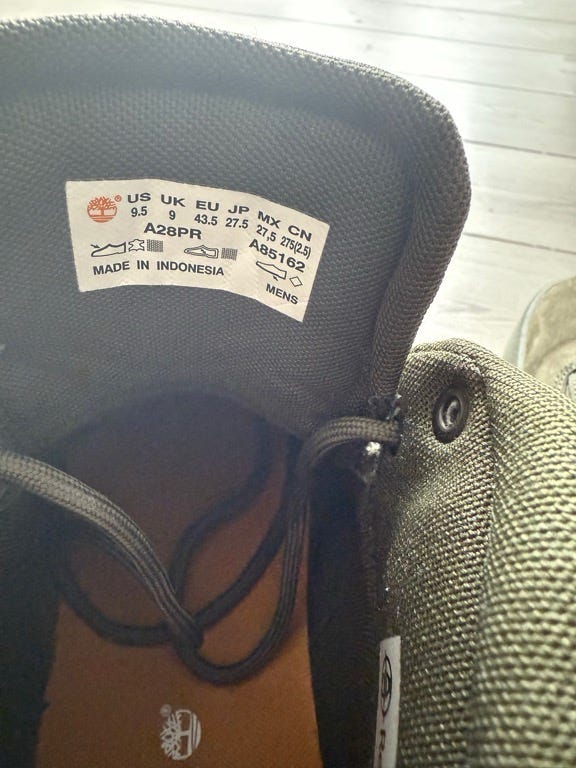 ® US UK EU JP MX CN
9.5 9 43.5 27.5 27,5 275(2.5)
A28PR A85162
MADE IN INDONESIA MENS